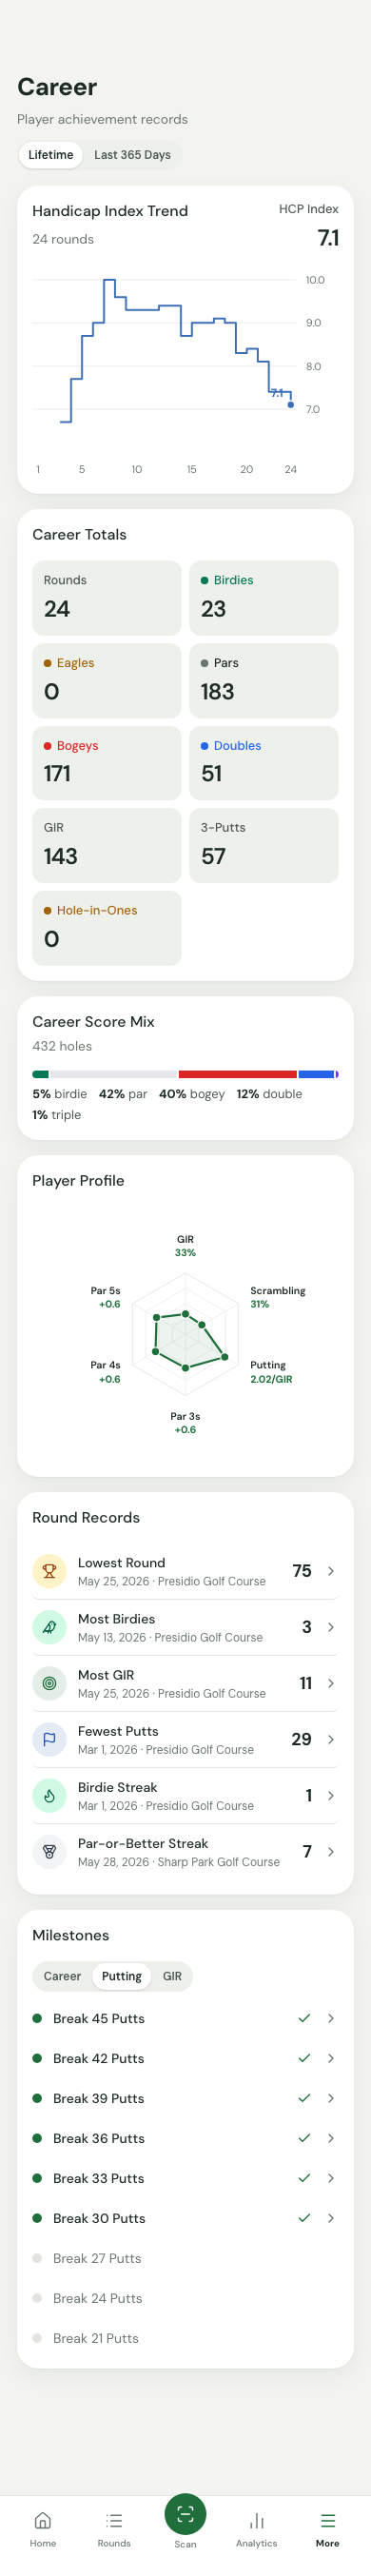 Career
Player achievement records
Lifetime Last 365 Days
Handicap Index Trend HCP Index
24 rounds 7.1
10.0
9.0
8.0
7.1
7.0
1 5 10 15 20 24
Career Totals
Rounds Birdies
24 23
Eagles Pars
0 183
Bogeys Doubles
171 51
GIR 3-Putts
143 57
Hole-in-Ones
0
Career Score Mix
432 holes
5% birdie 42% par 40% bogey 12% double
1% triple
Player Profile
GIR
33%
Par 5s Scrambling
+0.6 31%
Par 4s Putting
+0.6 2.02/GIR
Par 3s
+0.6
Round Records
Lowest Round 75
May 25, 2026 · Presidio Golf Course
Most Birdies 3
May 13, 2026 · Presidio Golf Course
Most GIR 11
May 25, 2026 · Presidio Golf Course
Fewest Putts 29
Mar 1, 2026 · Presidio Golf Course
Birdie Streak 1
Mar 1, 2026 · Presidio Golf Course
Par-or-Better Streak 7
May 28, 2026 · Sharp Park Golf Course
Milestones
Career Putting GIR
Break 45 Putts
Break 42 Putts
Break 39 Putts
Break 36 Putts
Break 33 Putts
Break 30 Putts
Break 27 Putts
Break 24 Putts
Break 21 Putts
Home Rounds Scan Analytics More